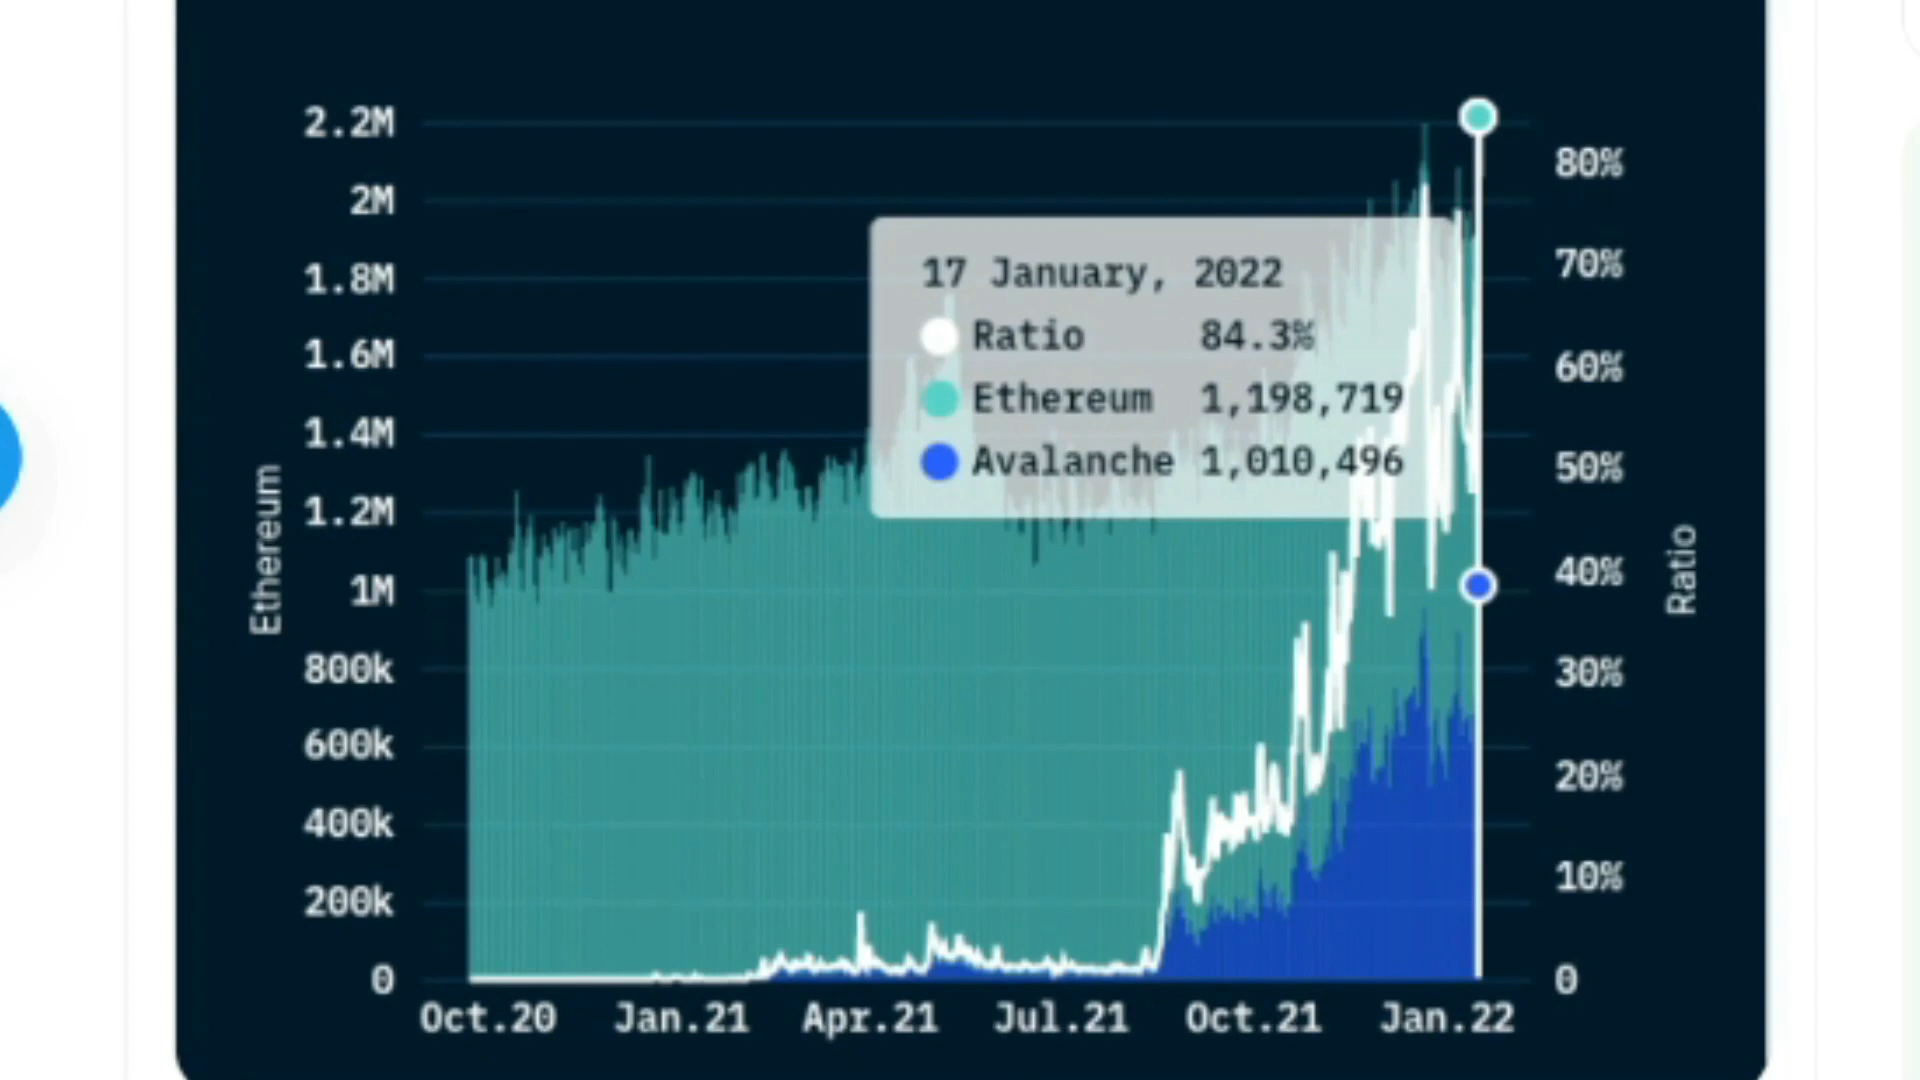 2.2M
2M
1.8M
1.6M
1.4M
1.2M
1M
800k
600k
400k
200k
0
Ethereum
17 January, 2022
Ratio 84.3%
Ethereum 1,198,719
Avalanche 1,010,496
80%
70%
60%
50%
40%
30%
20%
10%
0
Ratio
Oct.20 Jan.21 Apr.21 Jul.21 Oct.21 Jan.22